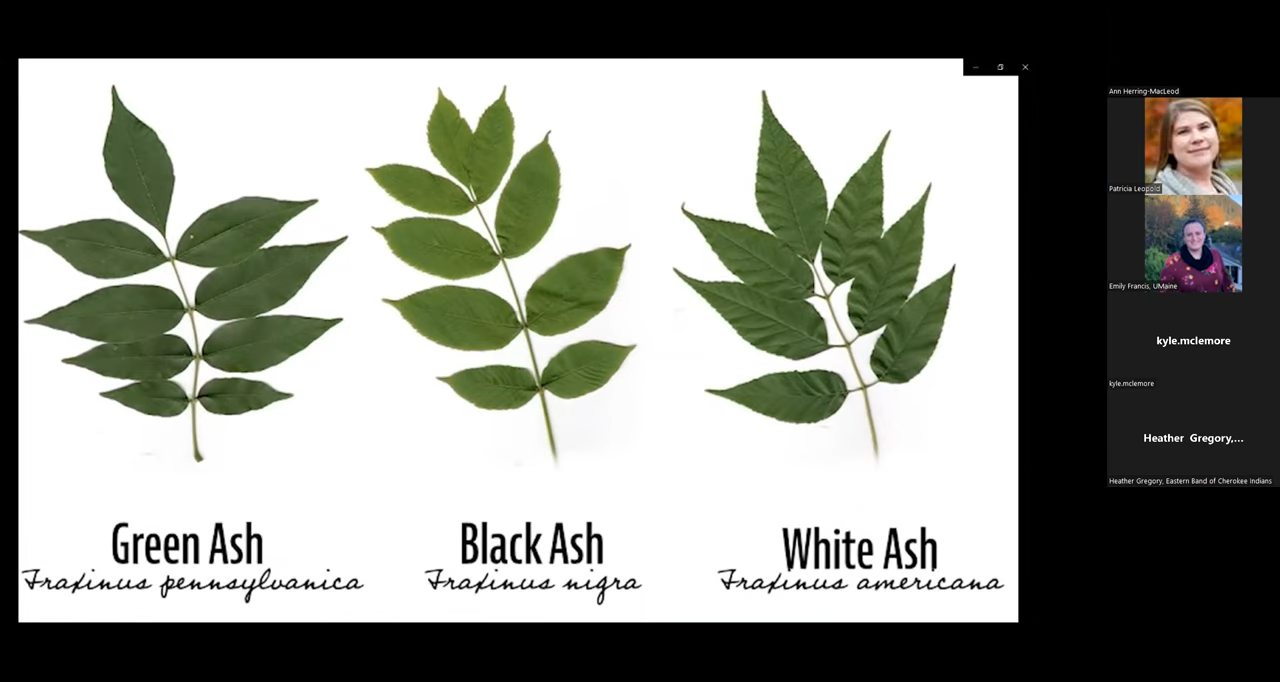 Green Ash
Fraxinus pennsylvanica
Black Ash
Fraxinus nigra
White Ash
Fraxinus americana
Ann Herring-MacLeod
Patricia Leopold
Emily Francis, UMaine
kyle.mclemore
kyle.mclemore
Heather Gregory,...
Heather Gregory, Eastern Band of Cherokee Indians